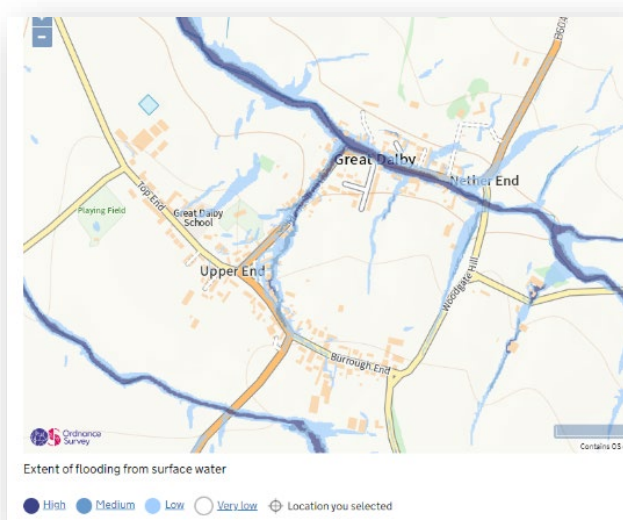 B604
Great Dalby
Nether End
Top End
Great Dalby
School
Playing Field
Upper End
Woodgate Hill
Burrough End
Ordnance
Survey
Contains OS
Extent of flooding from surface water
High Medium Low Very low Location you selected